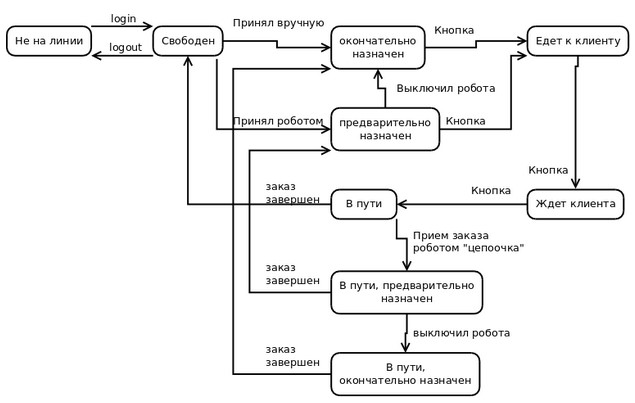 login
Не на линии
logout
Свободен
Принял вручную
окончательно
назначен
Кнопка
Едет к клиенту
Выключил робота
Принял роботом
предварительно
назначен
Кнопка
Кнопка
заказ
завершен
В пути
Кнопка
Ждет клиента
Прием заказа
роботом "цепоочка"
заказ
завершен
В пути, предварительно
назначен
выключил робота
заказ
завершен
В пути,
окончательно назначен